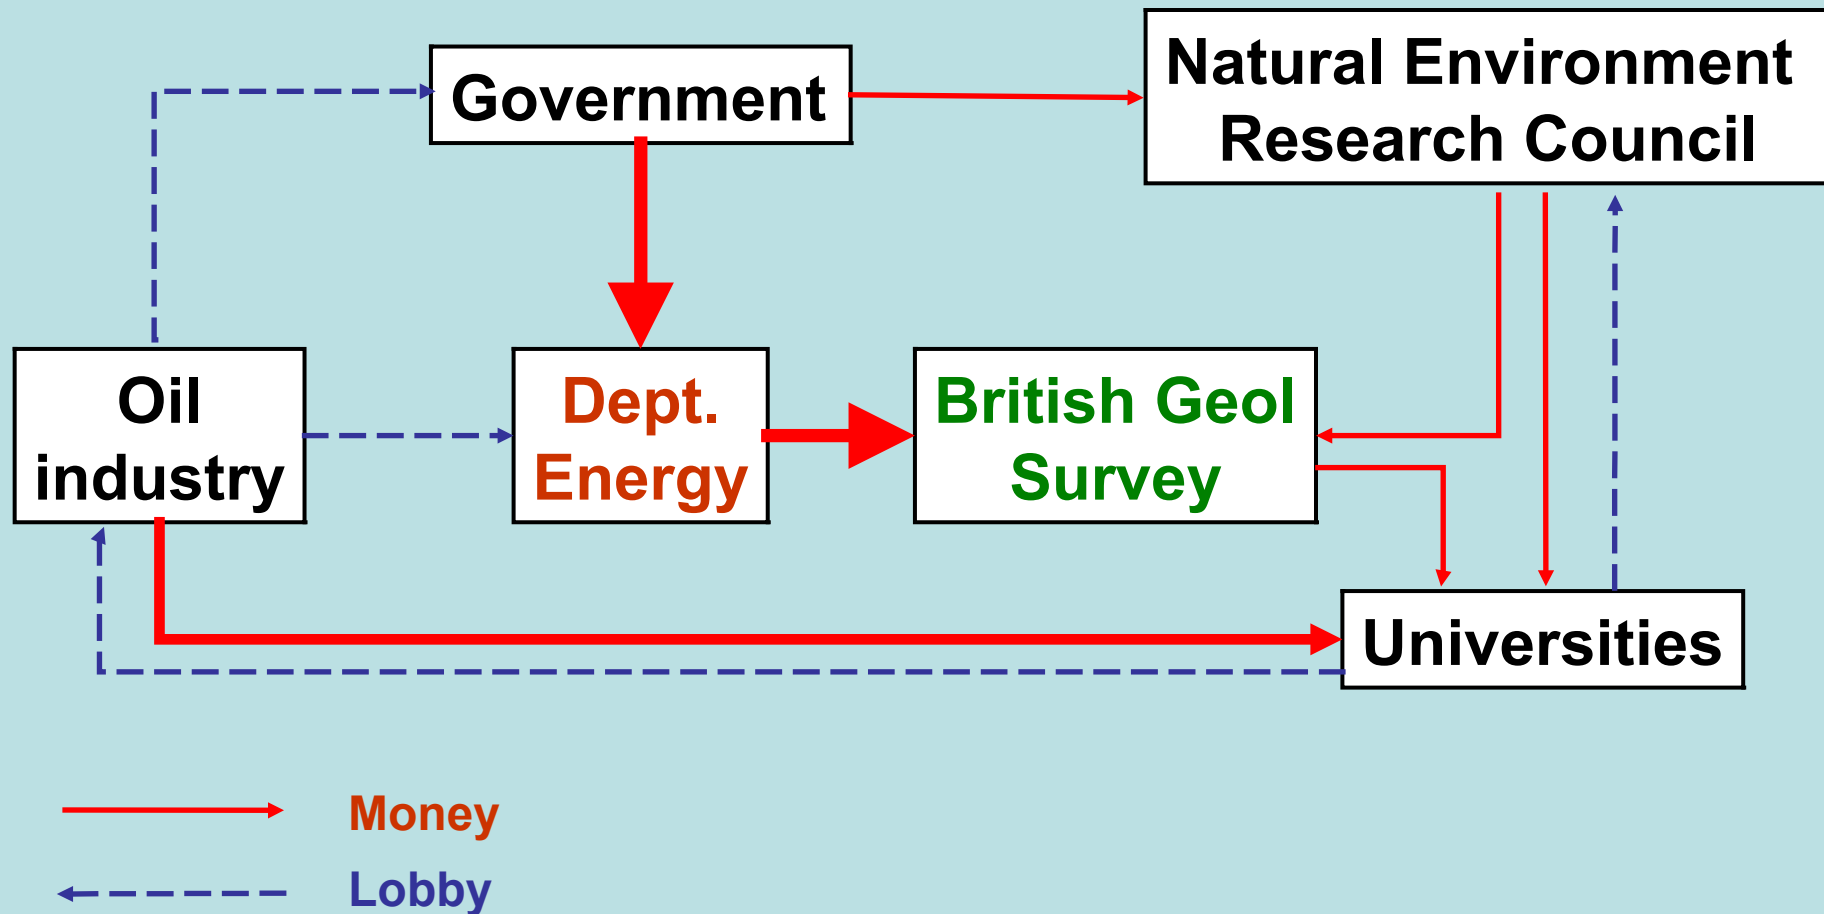 Government
Natural Environment
Research Council
Oil
industry
Dept.
Energy
British Geol
Survey
Universities
Money
Lobby